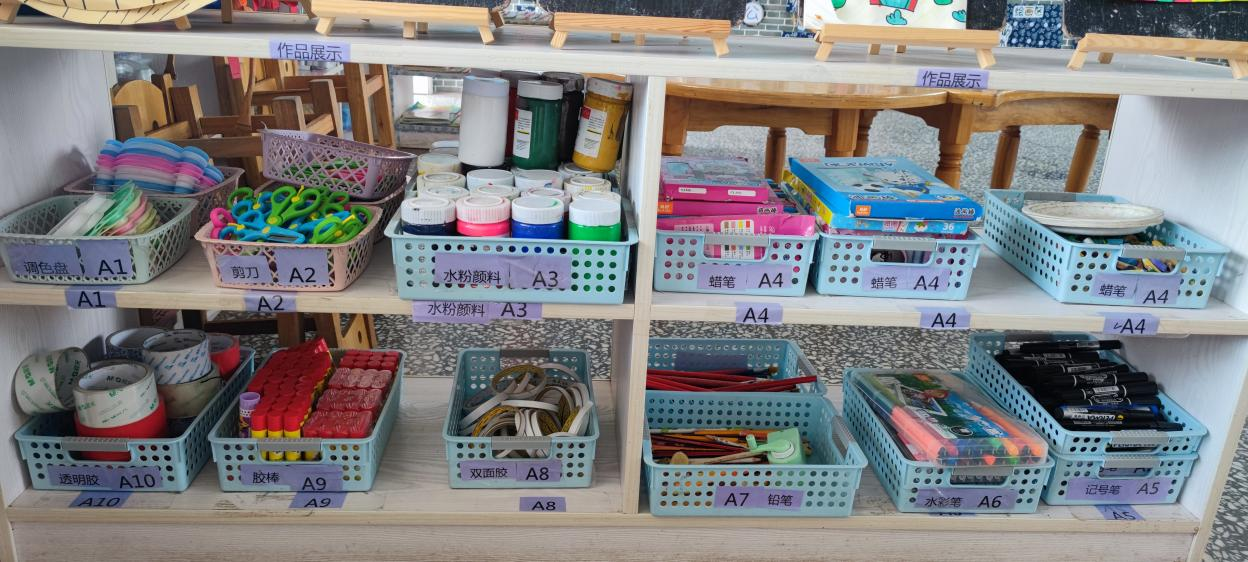 作品展示
作品展示
调色盘 A1
剪刀 A2
水粉颜料 A3
蜡笔 A4
蜡笔 A4
蜡笔 A4
A1
A2
水粉颜料 A3
A4
A4
A4
36
透明胶 A10
胶棒 A9
双面胶 A8
A7 铅笔
水彩笔 A6
记号笔 A5
A10
A9
A8
A5